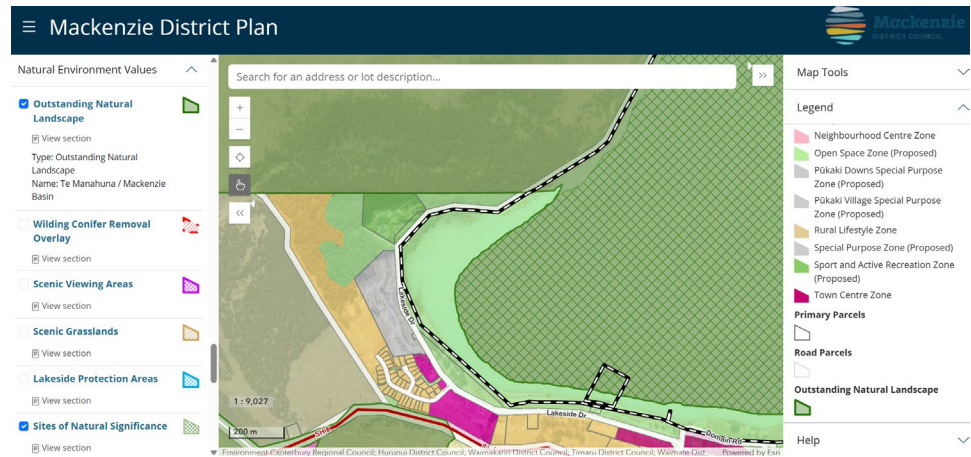 Mackenzie District Plan
Mackenzie
DISTRICT COUNCIL
Natural Environment Values
Outstanding Natural
Landscape
View section
Type: Outstanding Natural
Landscape
Name: Te Manahuna / Mackenzie
Basin
Wilding Conifer Removal
Overlay
View section
Scenic Viewing Areas
View section
Scenic Grasslands
View section
Lakeside Protection Areas
View section
Sites of Natural Significance
View section
Search for an address or lot description...
>>
+
−
<<
Lakeside Dr
Lakeside Dr
Domain Rd
SH 8
1 : 9,027
200 m
Environment Canterbury Regional Council; Hurunui District Council; Waimakariri District Council; Timaru District Council; Waimate Dist...
Powered by Esri
Map Tools
Legend
Neighbourhood Centre Zone
Open Space Zone (Proposed)
Pūkaki Downs Special Purpose
Zone (Proposed)
Pūkaki Village Special Purpose
Zone (Proposed)
Rural Lifestyle Zone
Special Purpose Zone (Proposed)
Sport and Active Recreation Zone
(Proposed)
Town Centre Zone
Primary Parcels
Road Parcels
Outstanding Natural Landscape
Help